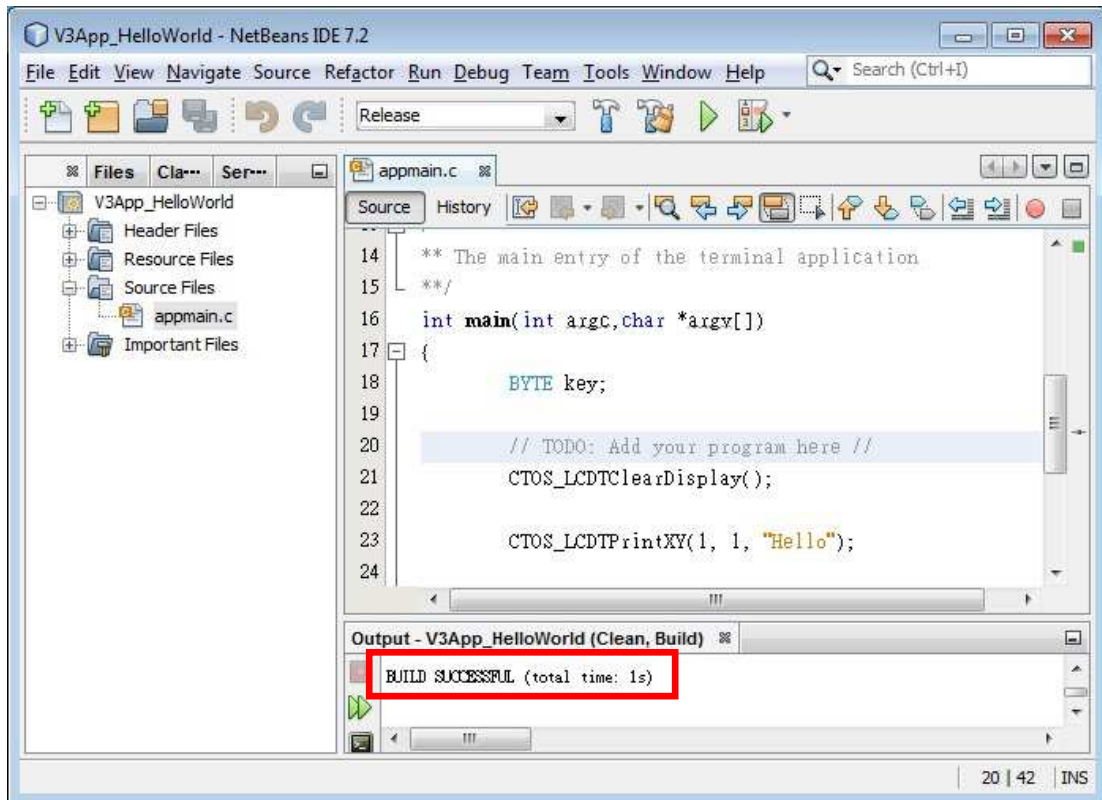 V3App_HelloWorld - NetBeans IDE 7.2
File Edit View Navigate Source Refactor Run Debug Team Tools Window Help Search (Ctrl+I)
Release
Files Cla... Ser...
appmain.c
V3App_HelloWorld
Header Files
Resource Files
Source Files
appmain.c
Important Files
Source History
14 ** The main entry of the terminal application
15 **/
16 int main(int argc,char *argv[])
17 {
18 BYTE key;
19
20 // TODO: Add your program here //
21 CTOS_LCDTClearDisplay();
22
23 CTOS_LCDTPrintXY(1, 1, "Hello");
24
Output - V3App_HelloWorld (Clean, Build)
BUILD SUCCESSFUL (total time: 1s)
20 | 42 INS